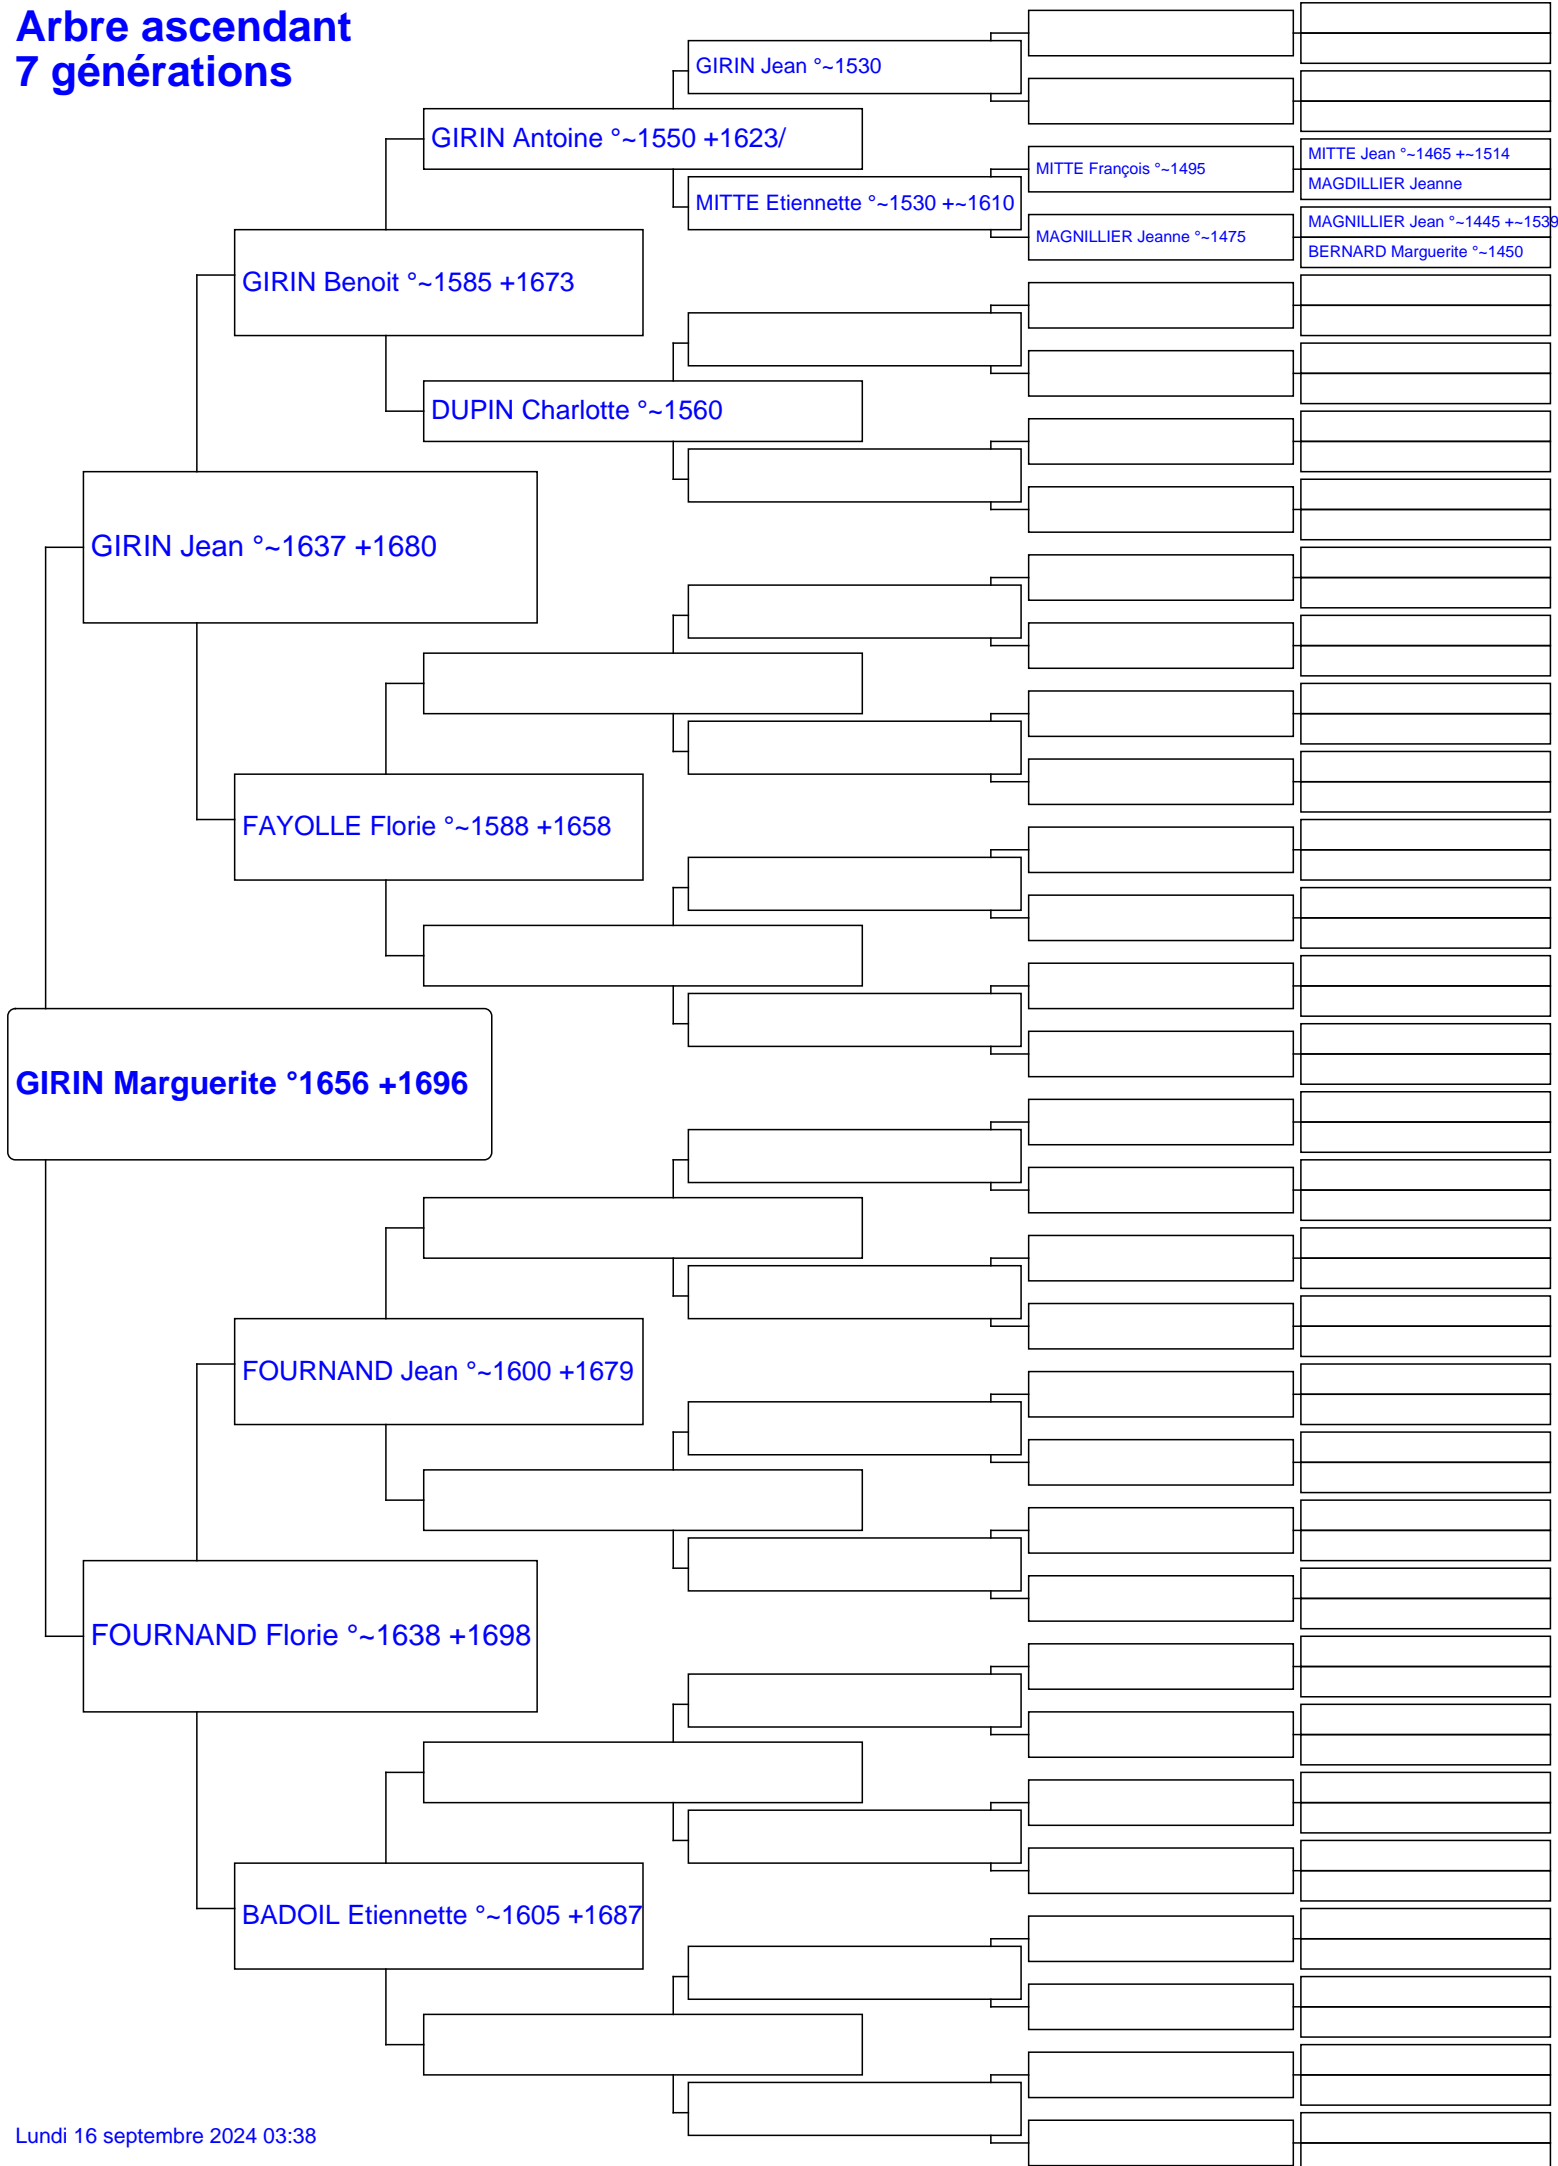 Arbre ascendant
7 générations
GIRIN Jean °~1530
GIRIN Antoine °~1550 +1623/
MITTE Jean °~1465 +~1514
MITTE François °~1495
MAGDILLIER Jeanne
MITTE Etiennette °~1530 +~1610
MAGNILLIER Jean °~1445 +~1539
MAGNILLIER Jeanne °~1475
BERNARD Marguerite °~1450
GIRIN Benoit °~1585 +1673
DUPIN Charlotte °~1560
GIRIN Jean °~1637 +1680
FAYOLLE Florie °~1588 +1658
GIRIN Marguerite °1656 +1696
FOURNAND Jean °~1600 +1679
FOURNAND Florie °~1638 +1698
BADOIL Etiennette °~1605 +1687
Lundi 16 septembre 2024 03:38